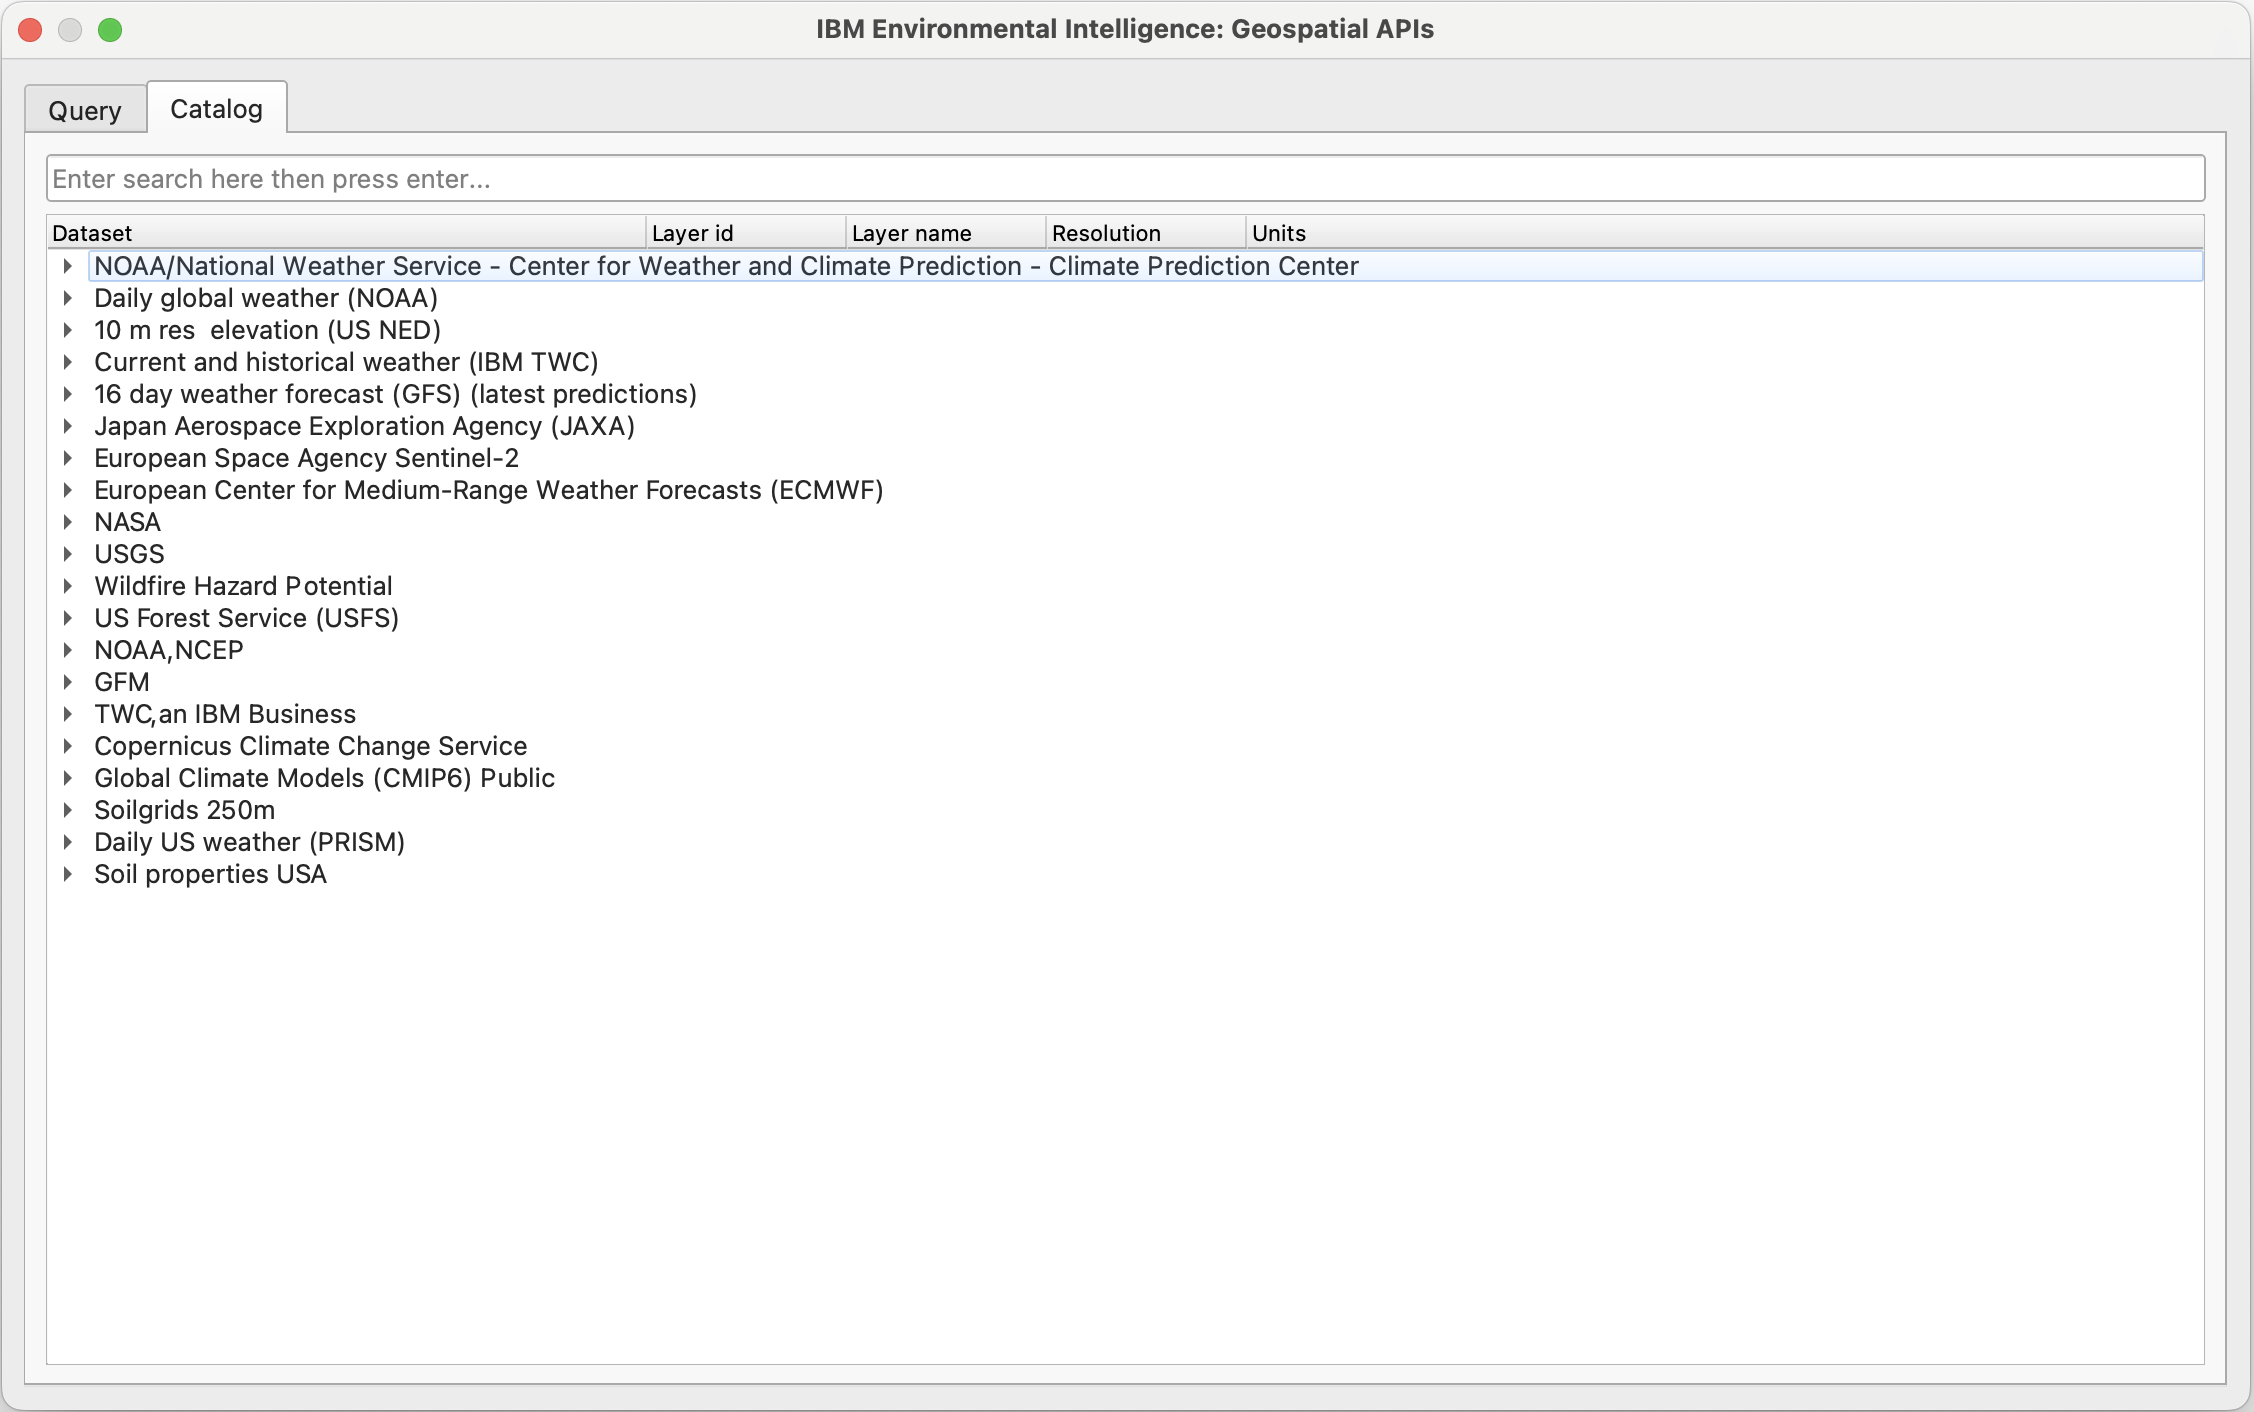 IBM Environmental Intelligence: Geospatial APIs
Query Catalog
Enter search here then press enter...
Dataset Layer id Layer name Resolution Units
NOAA/National Weather Service - Center for Weather and Climate Prediction - Climate Prediction Center
Daily global weather (NOAA)
10 m res  elevation (US NED)
Current and historical weather (IBM TWC)
16 day weather forecast (GFS) (latest predictions)
Japan Aerospace Exploration Agency (JAXA)
European Space Agency Sentinel-2
European Center for Medium-Range Weather Forecasts (ECMWF)
NASA
USGS
Wildfire Hazard Potential
US Forest Service (USFS)
NOAA,NCEP
GFM
TWC,an IBM Business
Copernicus Climate Change Service
Global Climate Models (CMIP6) Public
Soilgrids 250m
Daily US weather (PRISM)
Soil properties USA